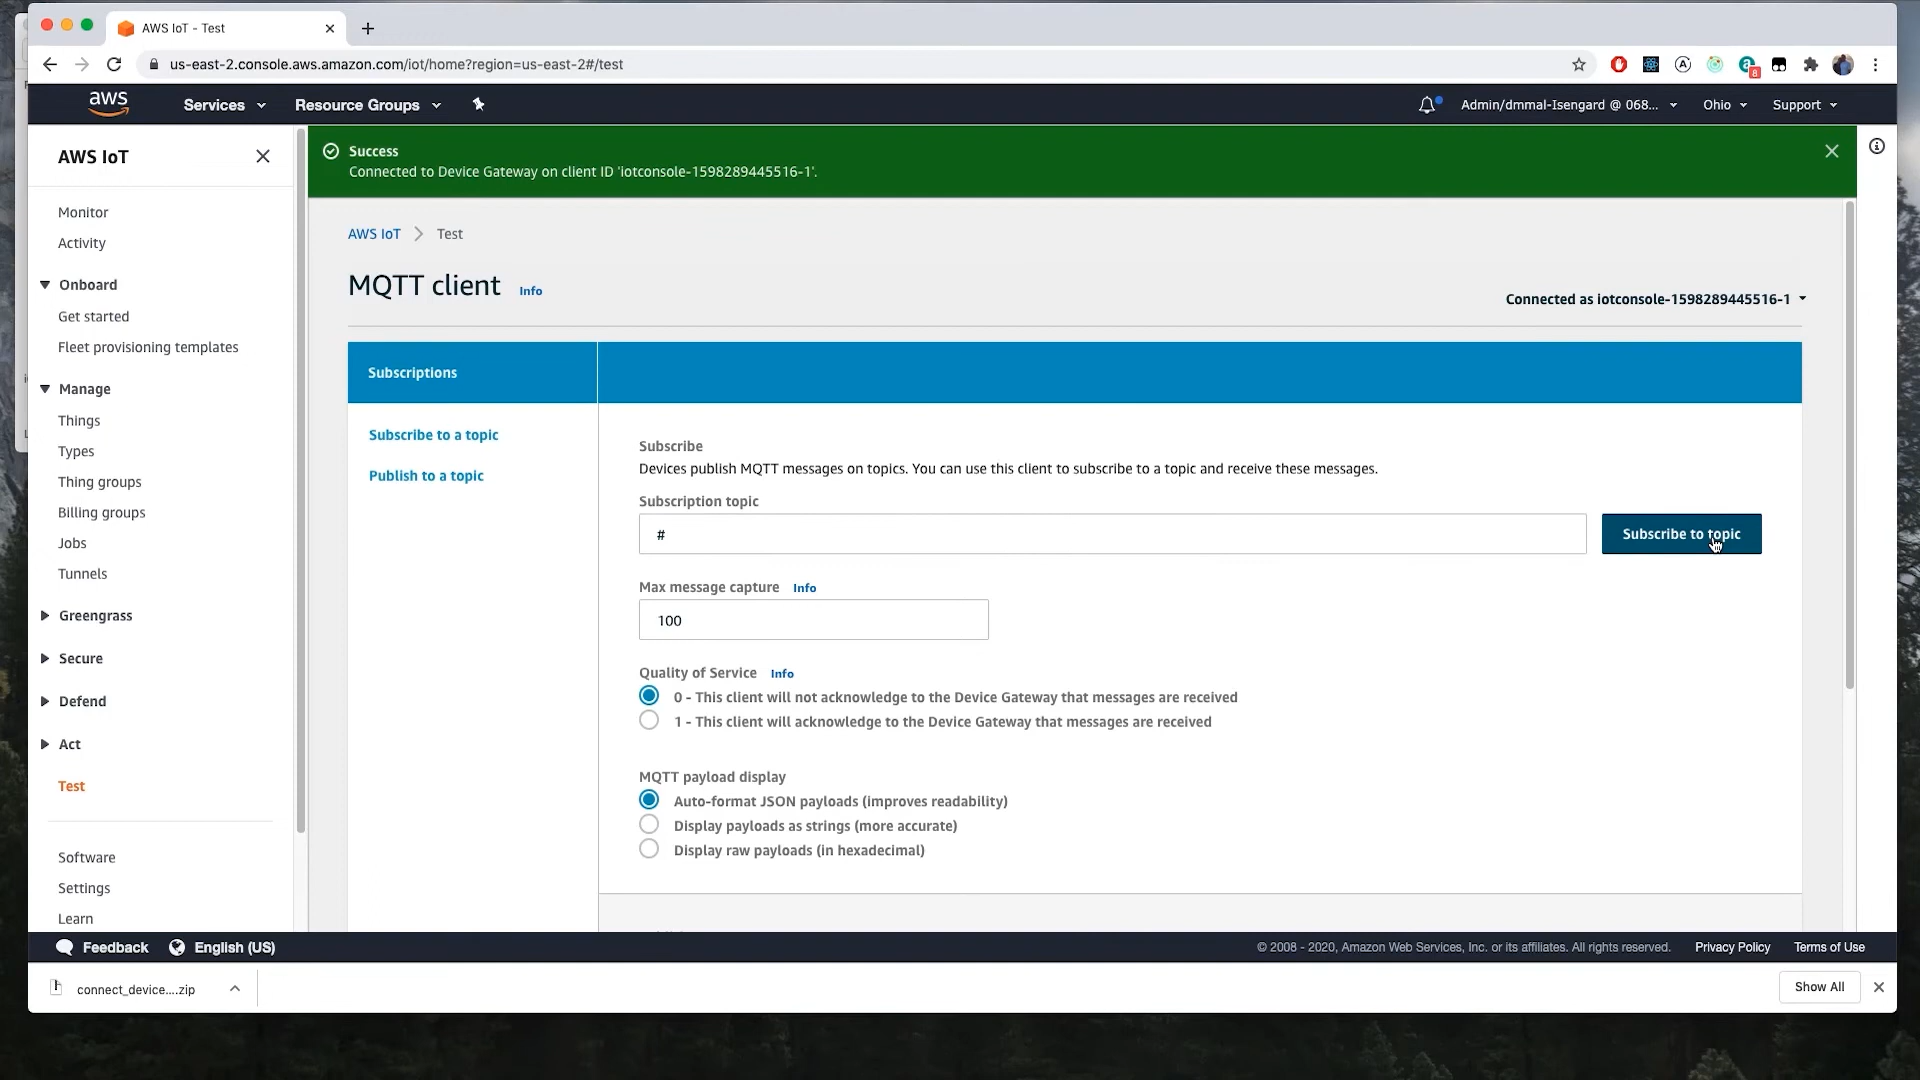 AWS IoT - Test
us-east-2.console.aws.amazon.com/iot/home?region=us-east-2#/test
8
aws
Services
Resource Groups
Admin/dmmal-Isengard @ 068...
Ohio
Support
AWS IoT
Monitor
Activity
Onboard
Get started
Fleet provisioning templates
Manage
Things
Types
Thing groups
Billing groups
Jobs
Tunnels
Greengrass
Secure
Defend
Act
Test
Software
Settings
Learn
Success
Connected to Device Gateway on client ID 'iotconsole-1598289445516-1'.
AWS IoT
Test
MQTT client
Info
Connected as iotconsole-1598289445516-1
Subscriptions
Subscribe to a topic
Publish to a topic
Subscribe
Devices publish MQTT messages on topics. You can use this client to subscribe to a topic and receive these messages.
Subscription topic
#
Subscribe to topic
Max message capture
Info
100
Quality of Service
Info
0 - This client will not acknowledge to the Device Gateway that messages are received
1 - This client will acknowledge to the Device Gateway that messages are received
MQTT payload display
Auto-format JSON payloads (improves readability)
Display payloads as strings (more accurate)
Display raw payloads (in hexadecimal)
Feedback
English (US)
© 2008 - 2020, Amazon Web Services, Inc. or its affiliates. All rights reserved.
Privacy Policy
Terms of Use
connect_device....zip
Show All